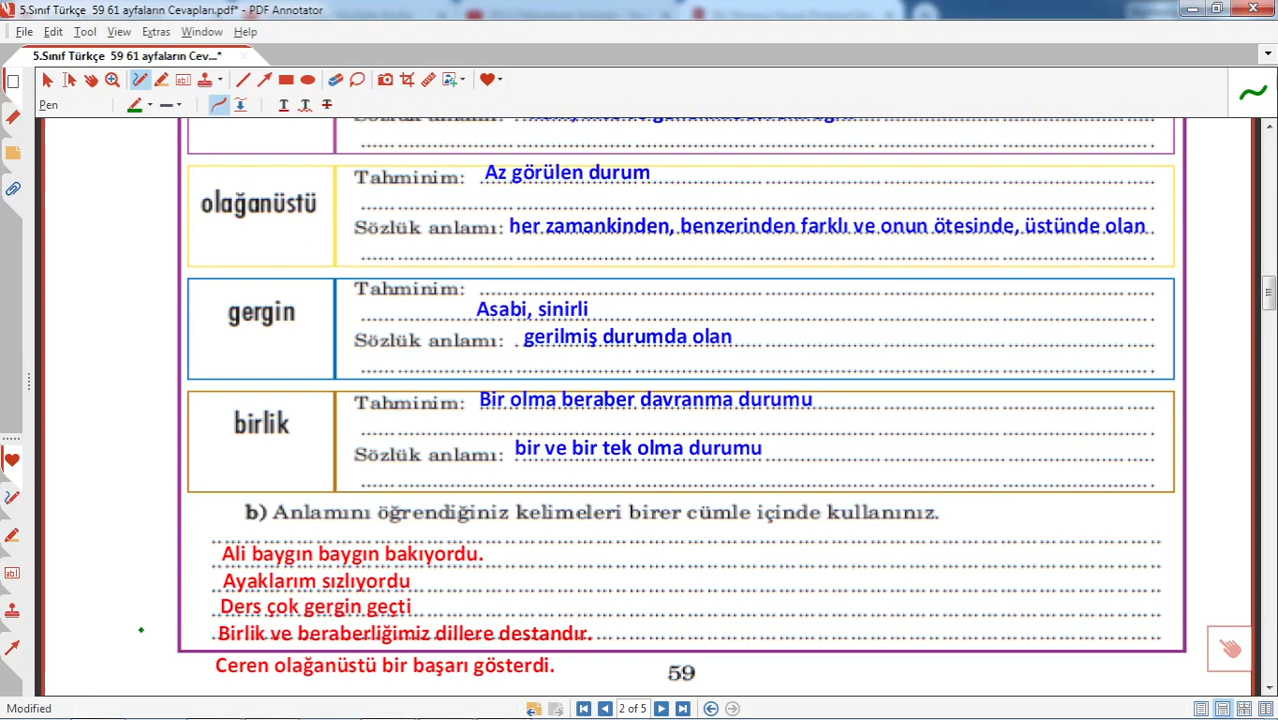 5.Sınıf Türkçe 59 61 ayfaların Cevapları.pdf* - PDF Annotator
File Edit Tool View Extras Window Help
5.Sınıf Türkçe 59 61 ayfaların Cev...*
Pen
olağanüstü
Tahminim: Az görülen durum
Sözlük anlamı: her zamankinden, benzerinden farklı ve onun ötesinde, üstünde olan
gergin
Tahminim:
Asabi, sinirli
Sözlük anlamı: gerilmiş durumda olan
birlik
Tahminim: Bir olma beraber davranma durumu
Sözlük anlamı: bir ve bir tek olma durumu
b) Anlamını öğrendiğiniz kelimeleri birer cümle içinde kullanınız.
Ali baygın baygın bakıyordu.
Ayaklarım sızlıyordu
Ders çok gergin geçti
Birlik ve beraberliğimiz dillere destandır.
Ceren olağanüstü bir başarı gösterdi.
59
Modified
2 of 5